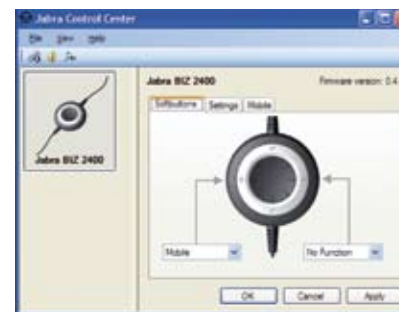 Jabra Control Center
File View Help
Jabra BIZ 2400
Jabra BIZ 2400 Firmware version: 0.4
Softbuttons Settings Mobile
Mobile No Function
OK Cancel Apply